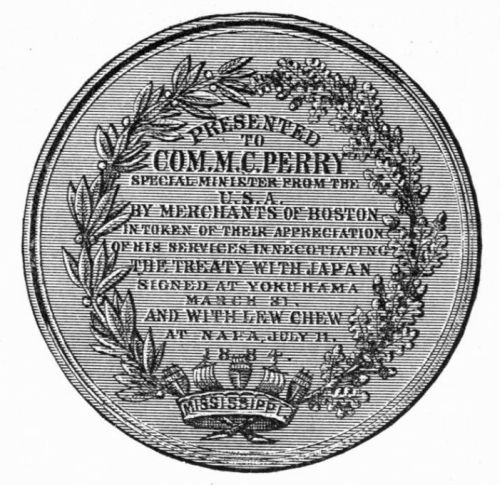 PRESENTED
TO
COM. M. C. PERRY
SPECIAL MINISTER FROM THE
U.S.A.
BY MERCHANTS OF BOSTON
IN TOKEN OF THEIR APPRECIATION
OF HIS SERVICES IN NEGOTIATING
THE TREATY WITH JAPAN
SIGNED AT YOKUHAMA
MARCH 31.
AND WITH LEW CHEW
AT NAFA, JULY 11.
1854.
MISSISSIPPI.